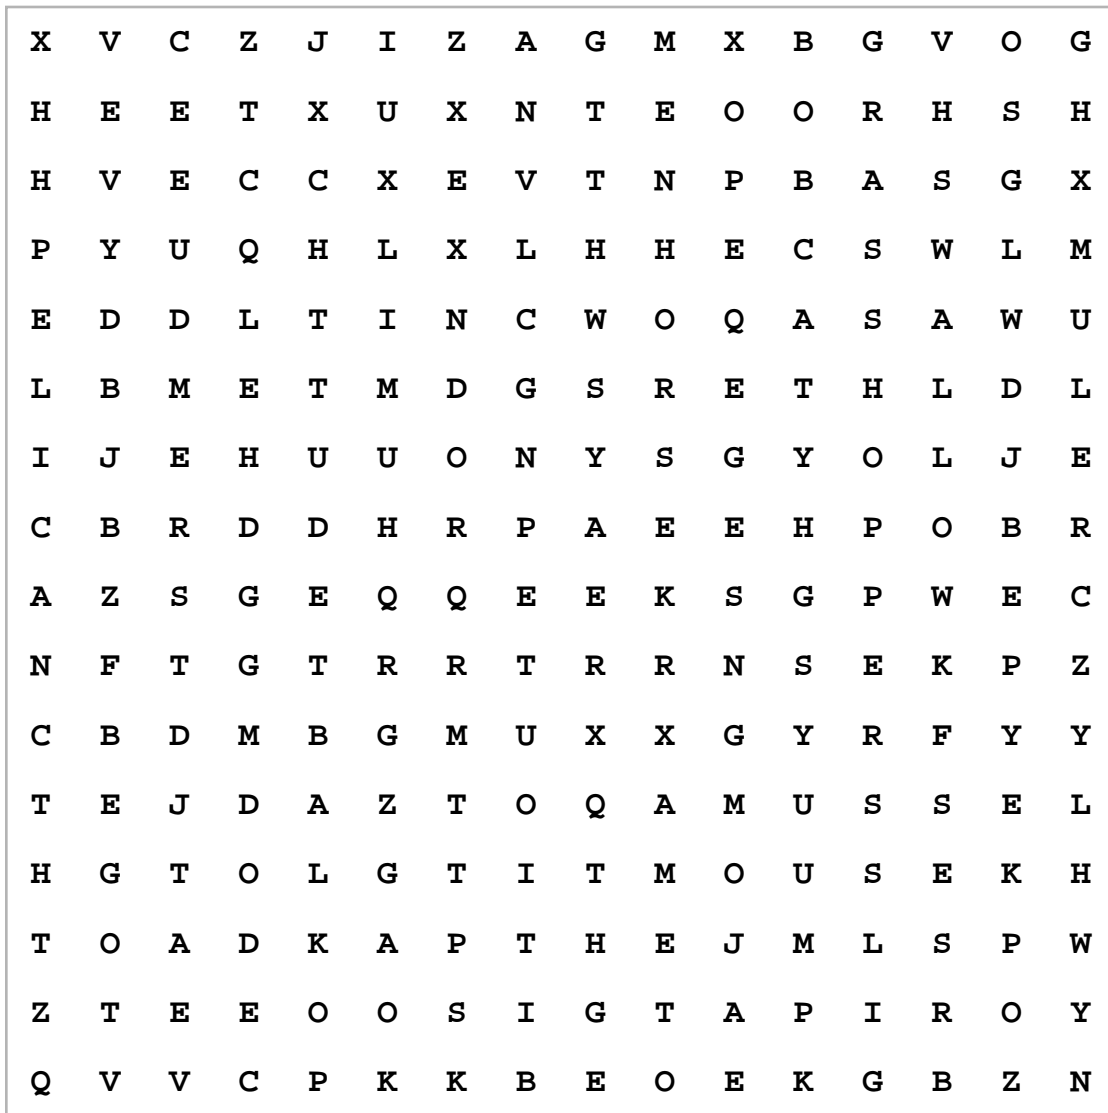 X V C Z J I Z A G M X B G V O G
H E E T X U X N T E O O R H S H
H V E C C X E V T N P B A S G X
P Y U Q H L X L H H E C S W L M
E D D L T I N C W O Q A S A W U
L B M E T M D G S R E T H L D L
I J E H U U O N Y S G Y O L J E
C B R D D H R P A E E H P O B R
A Z S G E Q Q E E K S G P W E C
N F T G T R R T R R N S E K P Z
C B D M B G M U X X G Y R F Y Y
T E J D A Z T O Q A M U S S E L
H G T O L G T I T M O U S E K H
T O A D K A P T H E J M L S P W
Z T E E O O S I G T A P I R O Y
Q V V C P K K B E O E K G B Z N